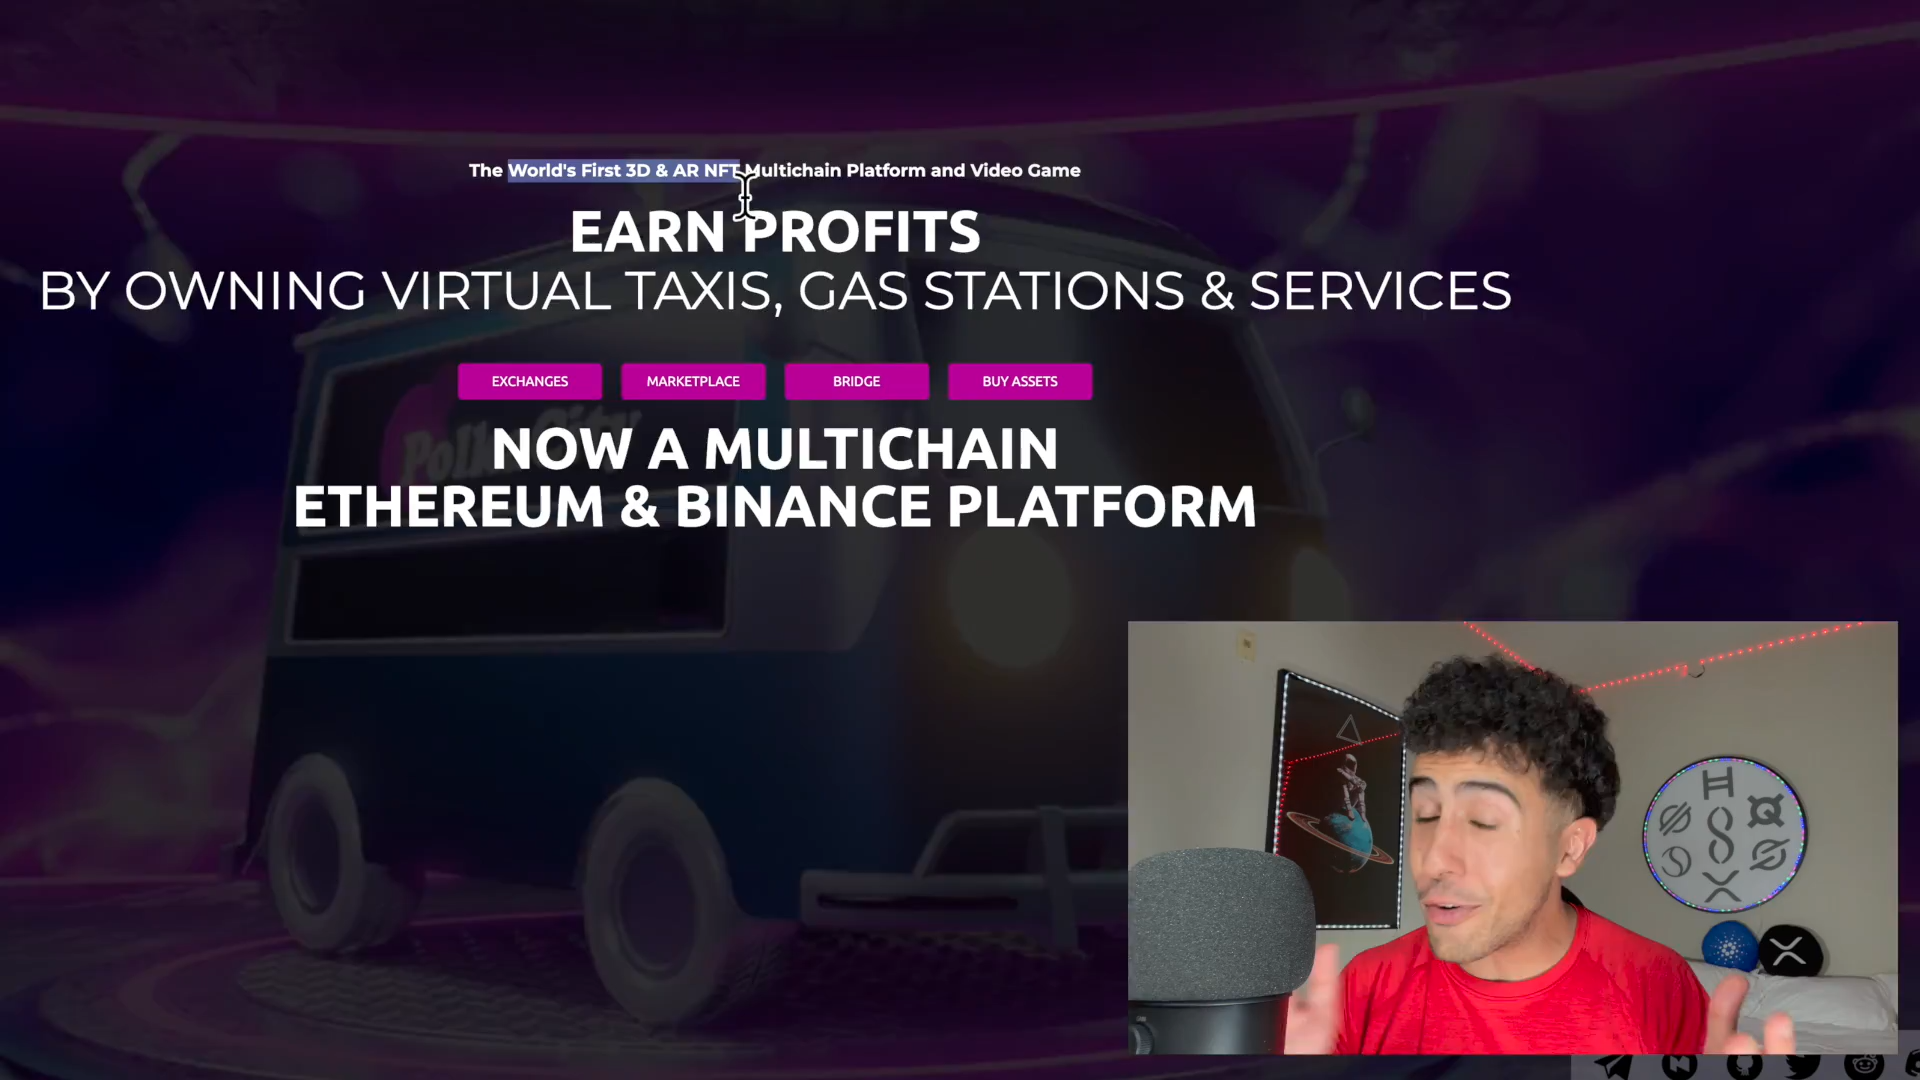 The World's First 3D & AR NFT Multichain Platform and Video Game
EARN PROFITS
BY OWNING VIRTUAL TAXIS, GAS STATIONS & SERVICES
EXCHANGES
MARKETPLACE
BRIDGE
BUY ASSETS
PolkaCity
NOW A MULTICHAIN
ETHEREUM & BINANCE PLATFORM